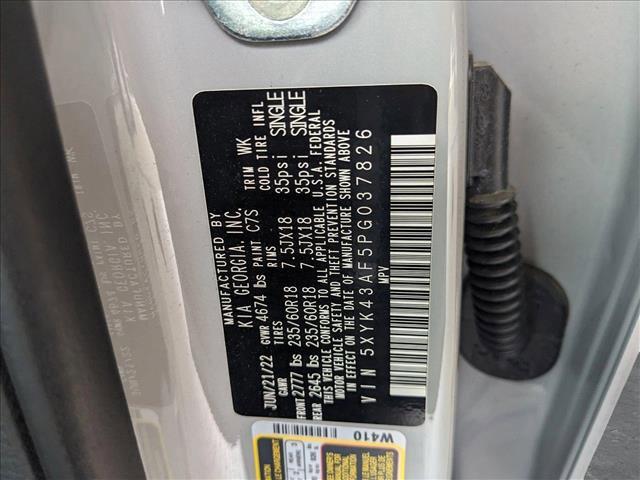 MANUFACTURED BY
KIA GEORGIA, INC.
JUN/21/22 GVWR 4674 lbs PAINT C7S TRIM WK
GAWR TIRES RIMS COLD TIRE INFL
FRONT 2777 lbs 235/60R18 7.5JX18 35psi SINGLE
REAR 2645 lbs 235/60R18 7.5JX18 35psi SINGLE
THIS VEHICLE CONFORMS TO ALL APPLICABLE U.S.A. FEDERAL
MOTOR VEHICLE SAFETY, BUMPER, AND THEFT PREVENTION STANDARDS
IN EFFECT ON THE DATE OF MANUFACTURE SHOWN ABOVE
VIN 5XYK43AF5PG037826
MPV
W410